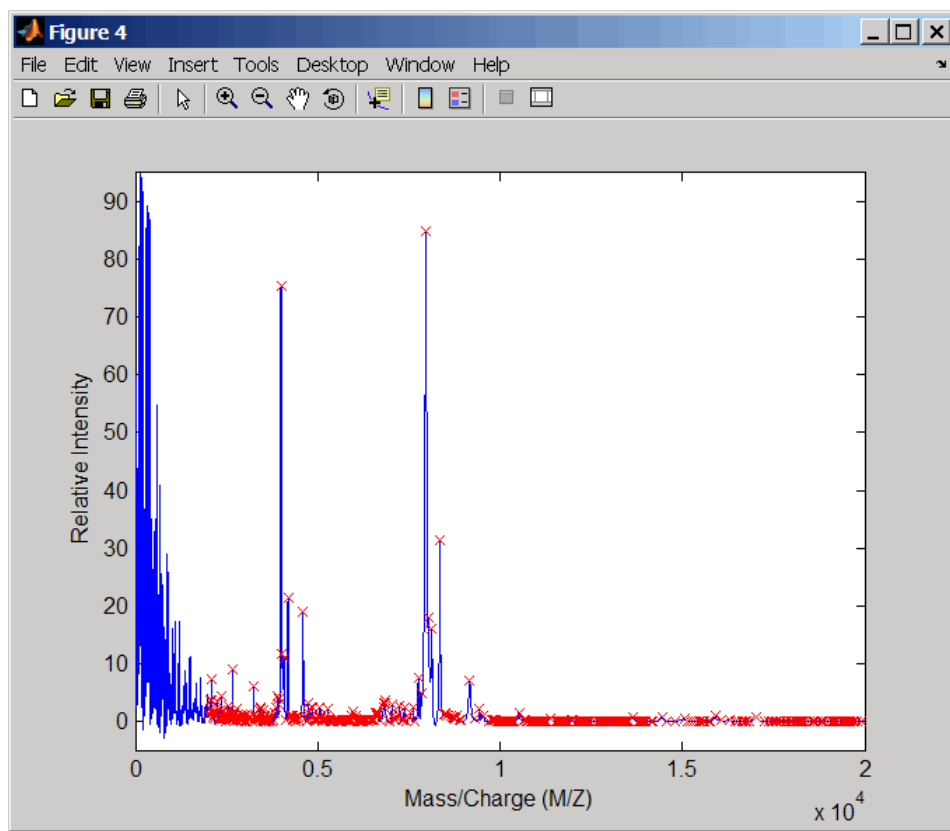 Figure 4
File Edit View Insert Tools Desktop Window Help
90
80
70
60
50
40
30
20
10
0
Relative Intensity
0 0.5 1 1.5 2
Mass/Charge (M/Z)
x 10^4